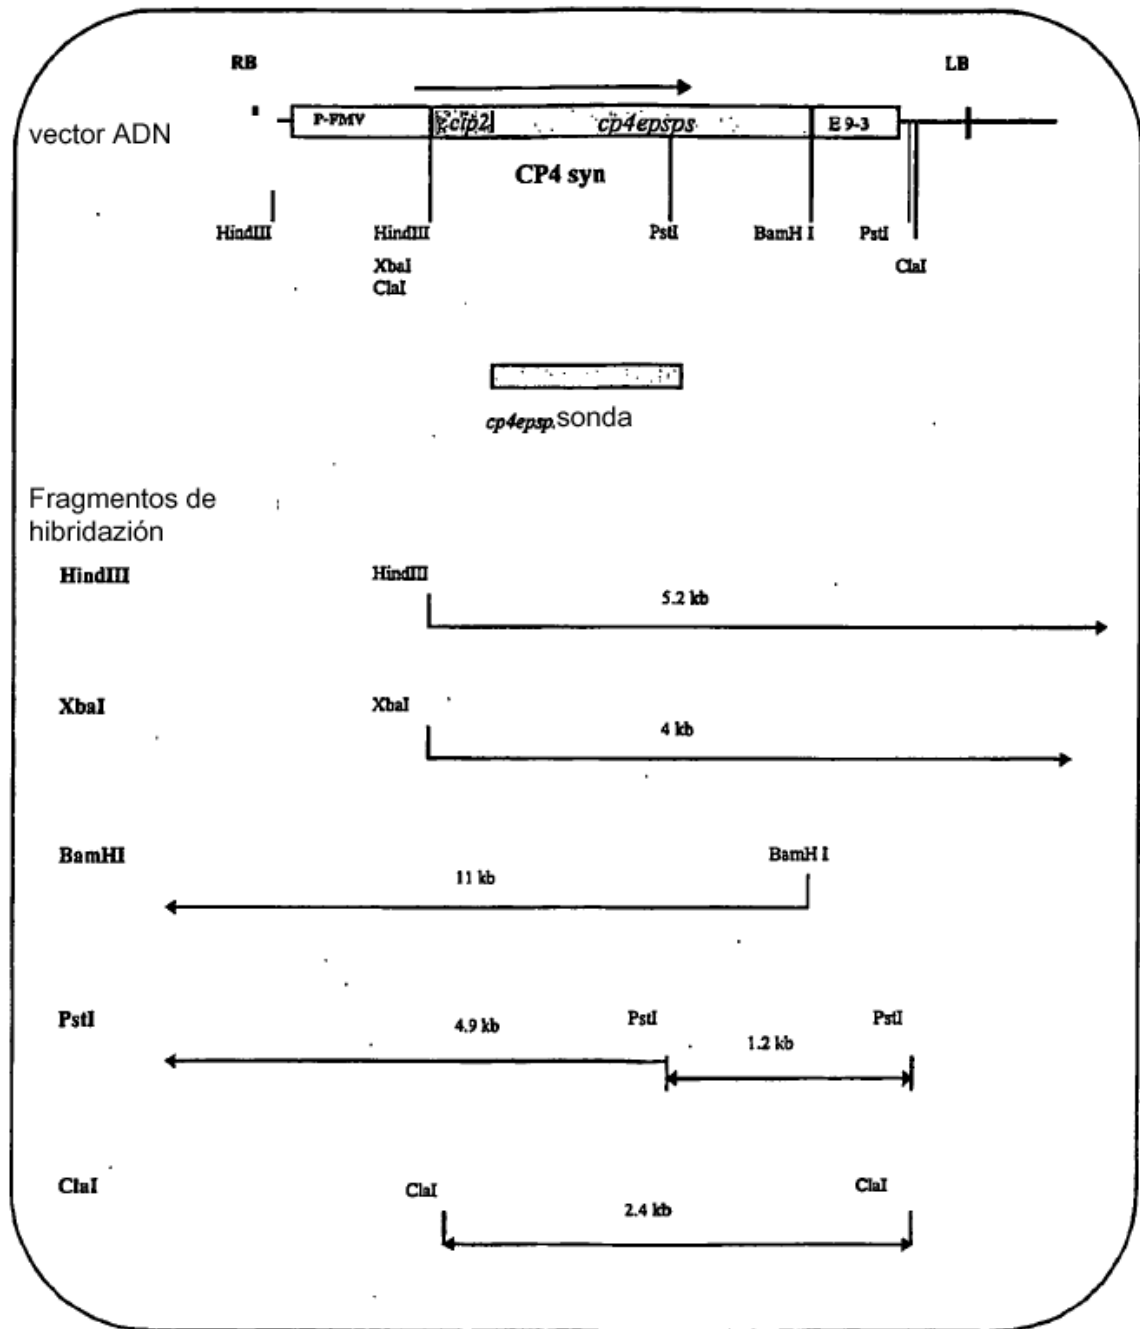 RB LB
vector ADN P-FMV ctp2 cp4epsps E 9-3
CP4 syn
HindIII HindIII PstI BamH I PstI
XbaI ClaI
ClaI
cp4epsp, sonda
Fragmentos de
hibridazión
HindIII HindIII 5.2 kb
XbaI XbaI 4 kb
BamHI 11 kb BamH I
PstI 4.9 kb PstI 1.2 kb PstI
ClaI ClaI 2.4 kb ClaI